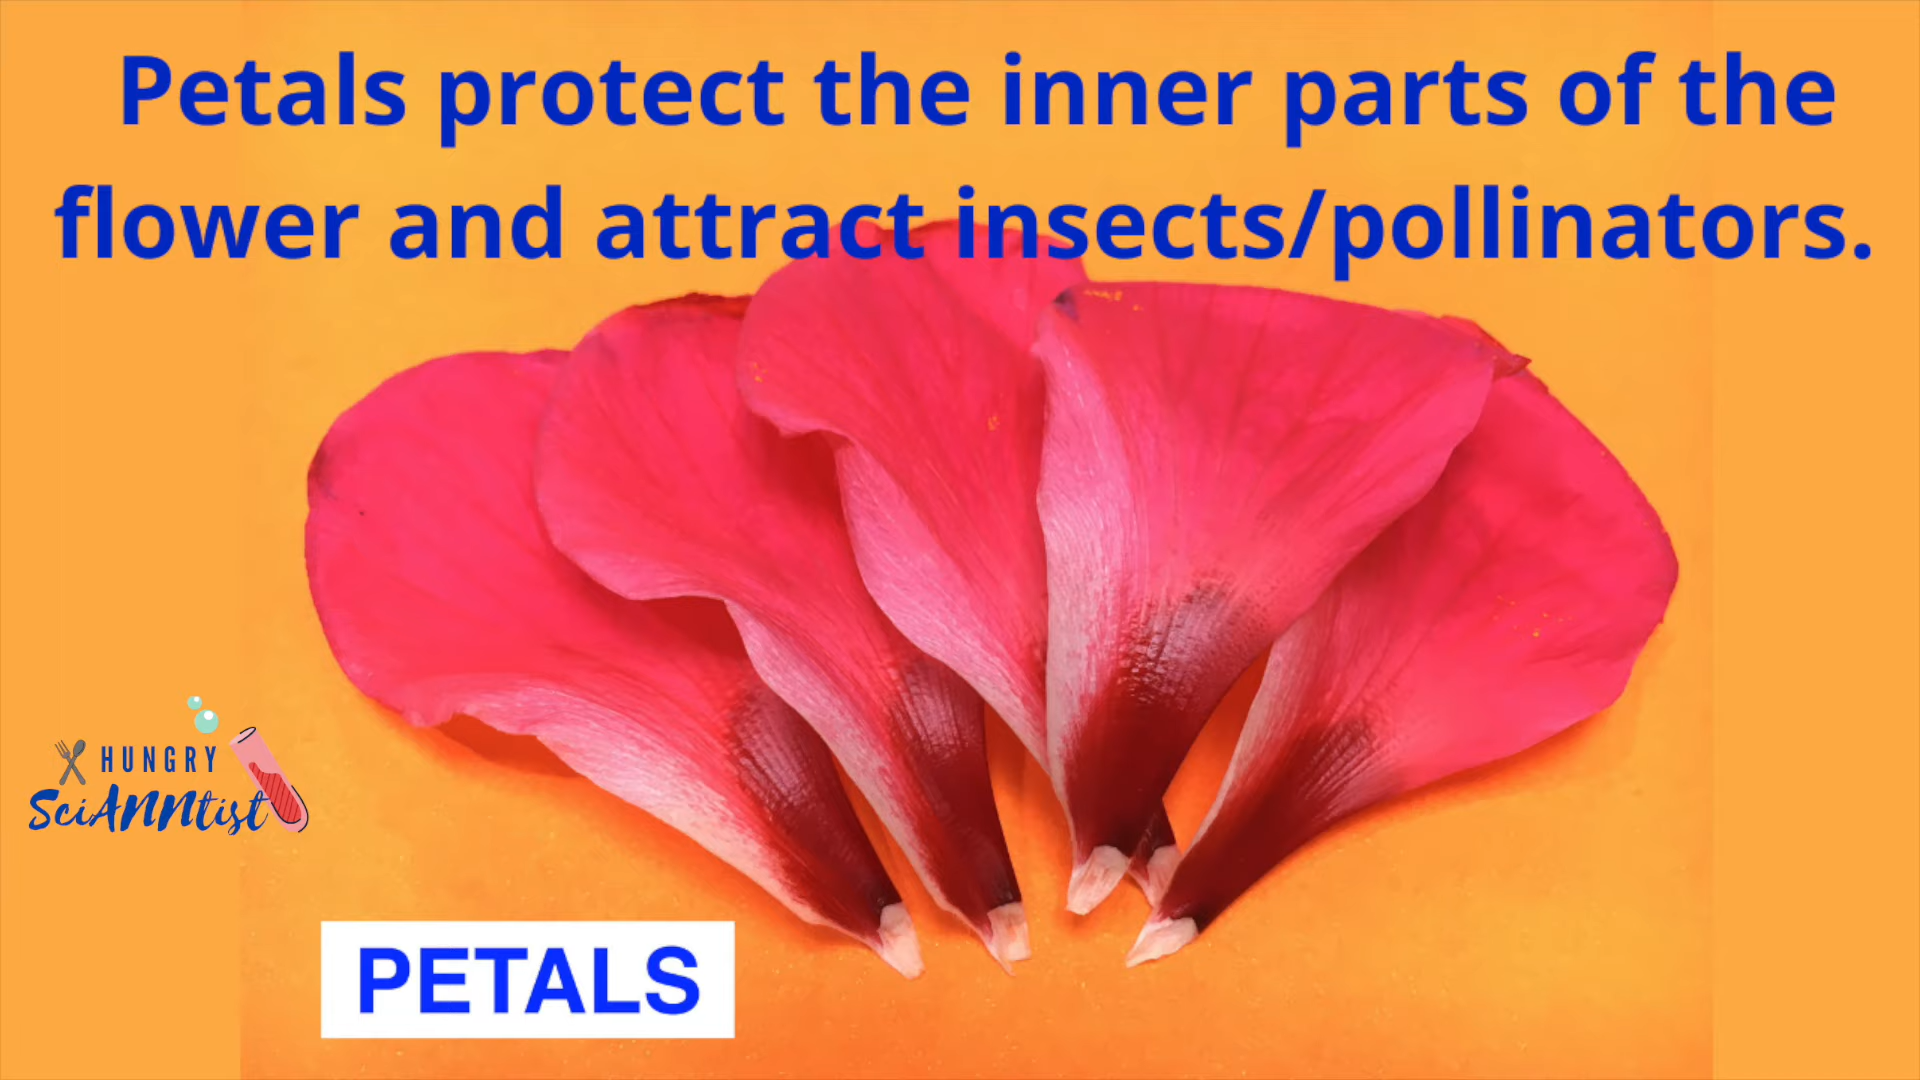 Petals protect the inner parts of the
flower and attract insects/pollinators.
HUNGRY
SciANNtist
PETALS